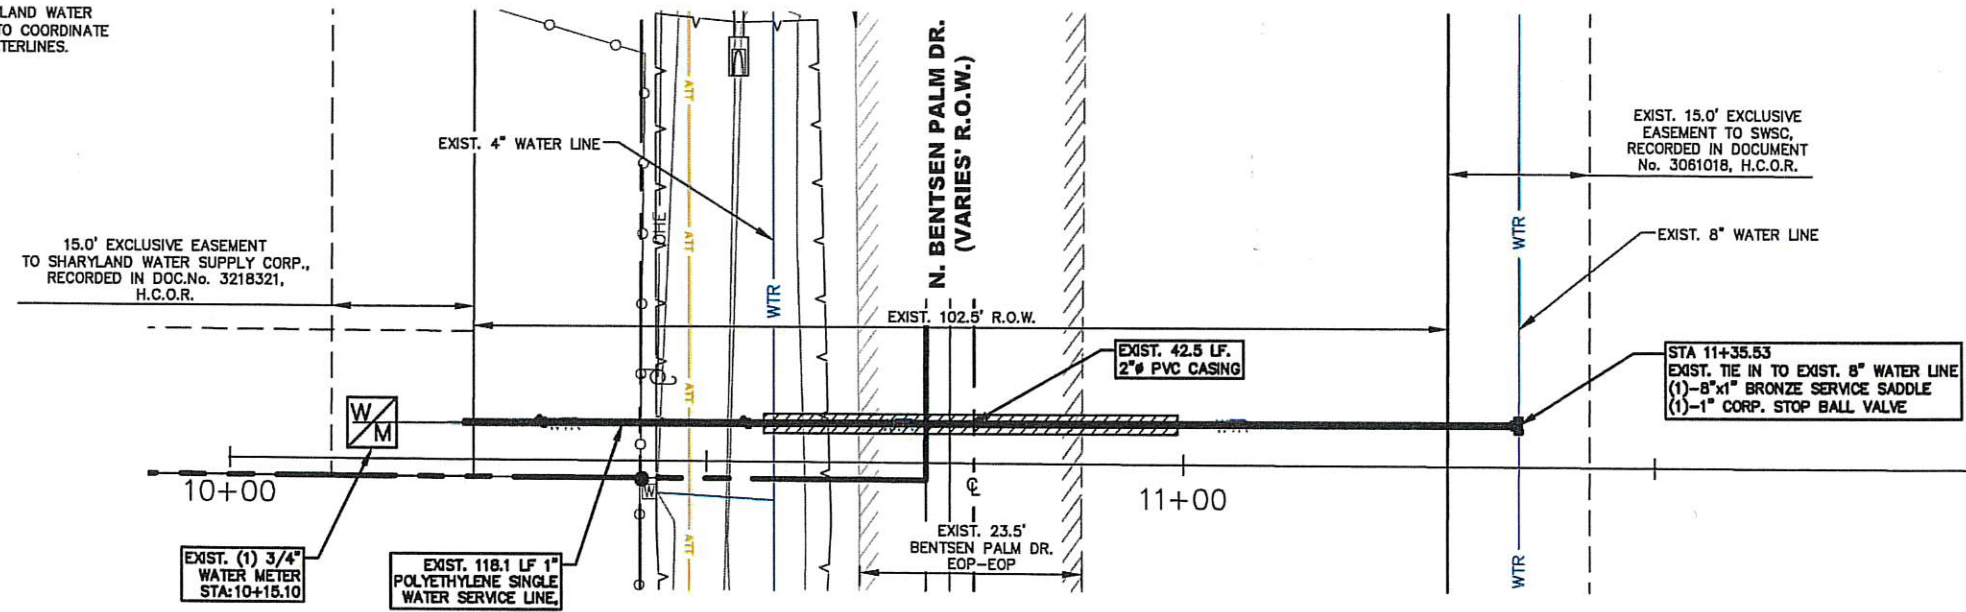 LAND WATER
TO COORDINATE
TERLINES.
EXIST. 4" WATER LINE
15.0' EXCLUSIVE EASEMENT
TO SHARYLAND WATER SUPPLY CORP.,
RECORDED IN DOC.No. 3218321,
H.C.O.R.
OHE
ATT
ATT
ATT
ATT
WTR
N. BENTSEN PALM DR.
(VARIES' R.O.W.)
EXIST. 102.5' R.O.W.
EXIST. 42.5 LF.
2"ø PVC CASING
EXIST. 15.0' EXCLUSIVE
EASEMENT TO SWSC,
RECORDED IN DOCUMENT
No. 3061018, H.C.O.R.
WTR
EXIST. 8" WATER LINE
STA 11+35.53
EXIST. TIE IN TO EXIST. 8" WATER LINE
(1)-8"x1" BRONZE SERVICE SADDLE
(1)-1" CORP. STOP BALL VALVE
W/M
10+00
W
℄
11+00
EXIST. (1) 3/4"
WATER METER
STA:10+15.10
EXIST. 118.1 LF 1"
POLYETHYLENE SINGLE
WATER SERVICE LINE,
EXIST. 23.5'
BENTSEN PALM DR.
EOP-EOP
WTR